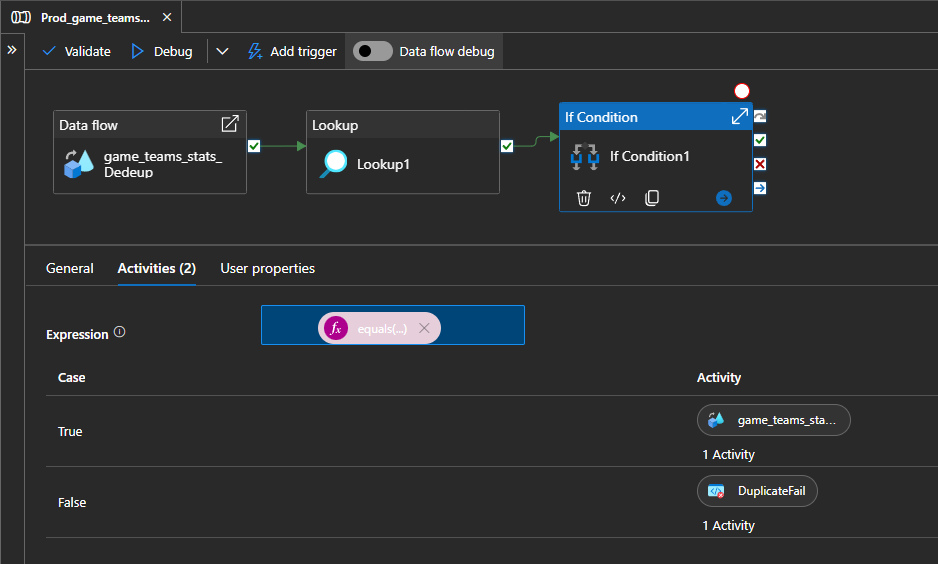 Prod_game_teams...
Validate
Debug
Add trigger
Data flow debug
Data flow
game_teams_stats_
Dedeup
Lookup
Lookup1
If Condition
If Condition1
General
Activities (2)
User properties
Expression
fx
equals(...)
Case
Activity
True
game_teams_sta...
1 Activity
False
DuplicateFail
1 Activity